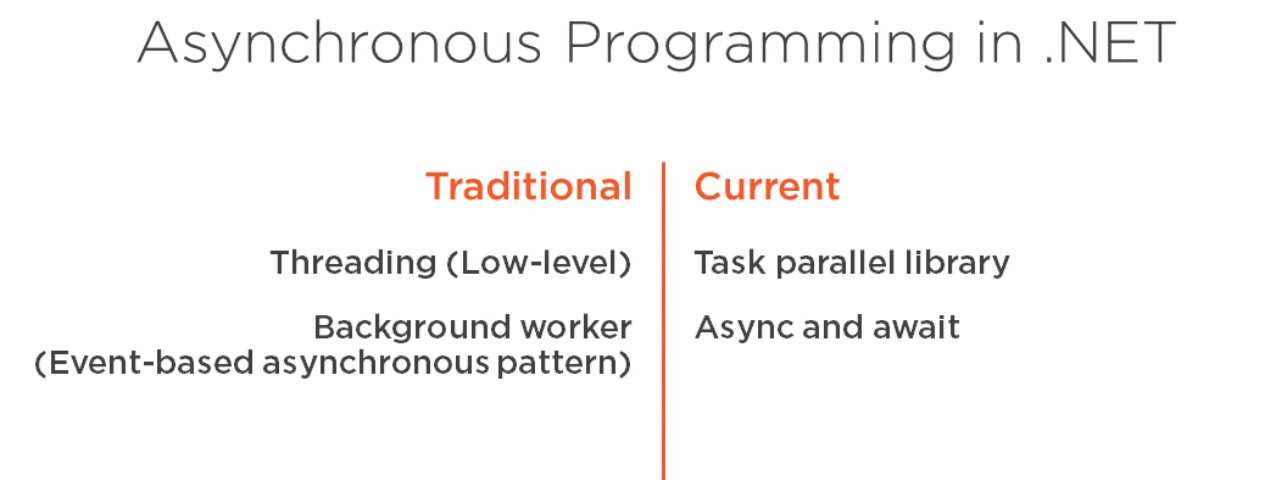 Asynchronous Programming in .NET
Traditional
Threading (Low-level)
Background worker
(Event-based asynchronous pattern)
Current
Task parallel library
Async and await